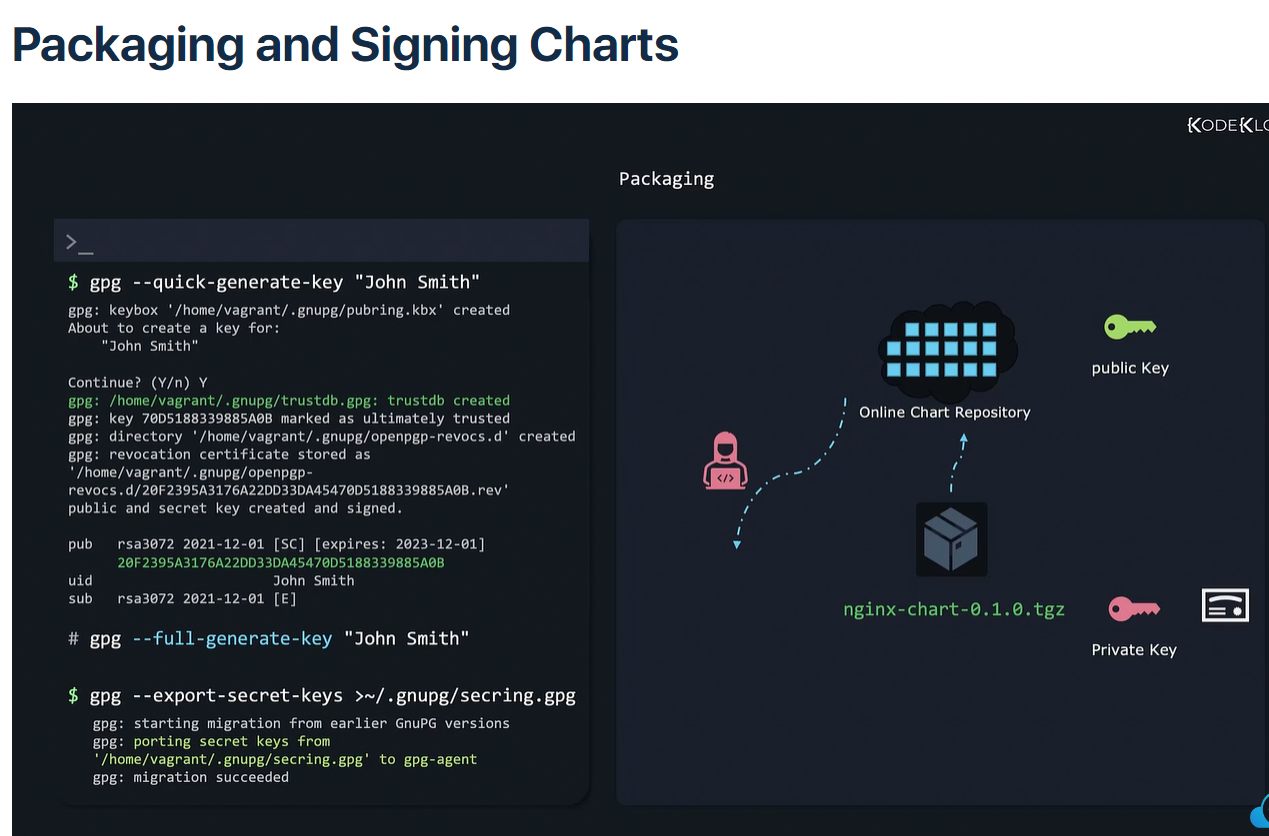 Packaging and Signing Charts
Packaging
>_
$ gpg --quick-generate-key "John Smith"
gpg: keybox '/home/vagrant/.gnupg/pubring.kbx' created
About to create a key for:
"John Smith"
Continue? (Y/n) Y
gpg: /home/vagrant/.gnupg/trustdb.gpg: trustdb created
gpg: key 70D5188339885A0B marked as ultimately trusted
gpg: directory '/home/vagrant/.gnupg/openpgp-revocs.d' created
gpg: revocation certificate stored as
'/home/vagrant/.gnupg/openpgp-
revocs.d/20F2395A3176A22DD33DA45470D5188339885A0B.rev'
public and secret key created and signed.
pub rsa3072 2021-12-01 [SC] [expires: 2023-12-01]
20F2395A3176A22DD33DA45470D5188339885A0B
uid John Smith
sub rsa3072 2021-12-01 [E]
# gpg --full-generate-key "John Smith"
$ gpg --export-secret-keys >~/.gnupg/secring.gpg
gpg: starting migration from earlier GnuPG versions
gpg: porting secret keys from
'/home/vagrant/.gnupg/secring.gpg' to gpg-agent
gpg: migration succeeded
public Key
Online Chart Repository
</>
nginx-chart-0.1.0.tgz
Private Key